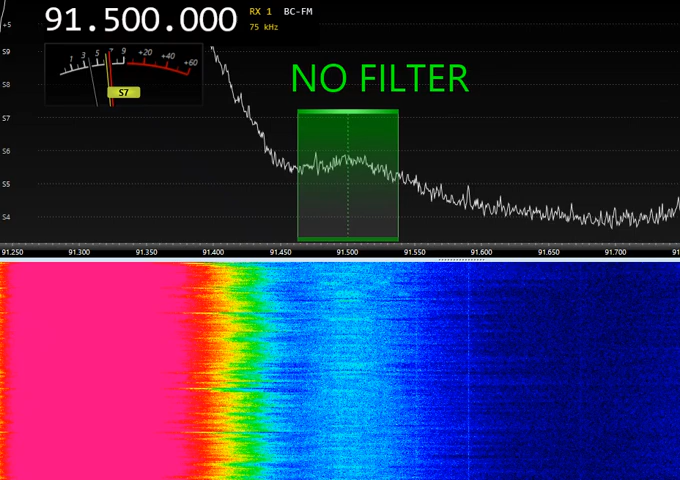 91.500.000
RX 1 BC-FM
75 kHz
+5
1 3 5 7 9 +20 +40 +60
S7
NO FILTER
S9
S8
S7
S6
S5
S4
91.250 91.300 91.350 91.400 91.450 91.500 91.550 91.600 91.650 91.700 91